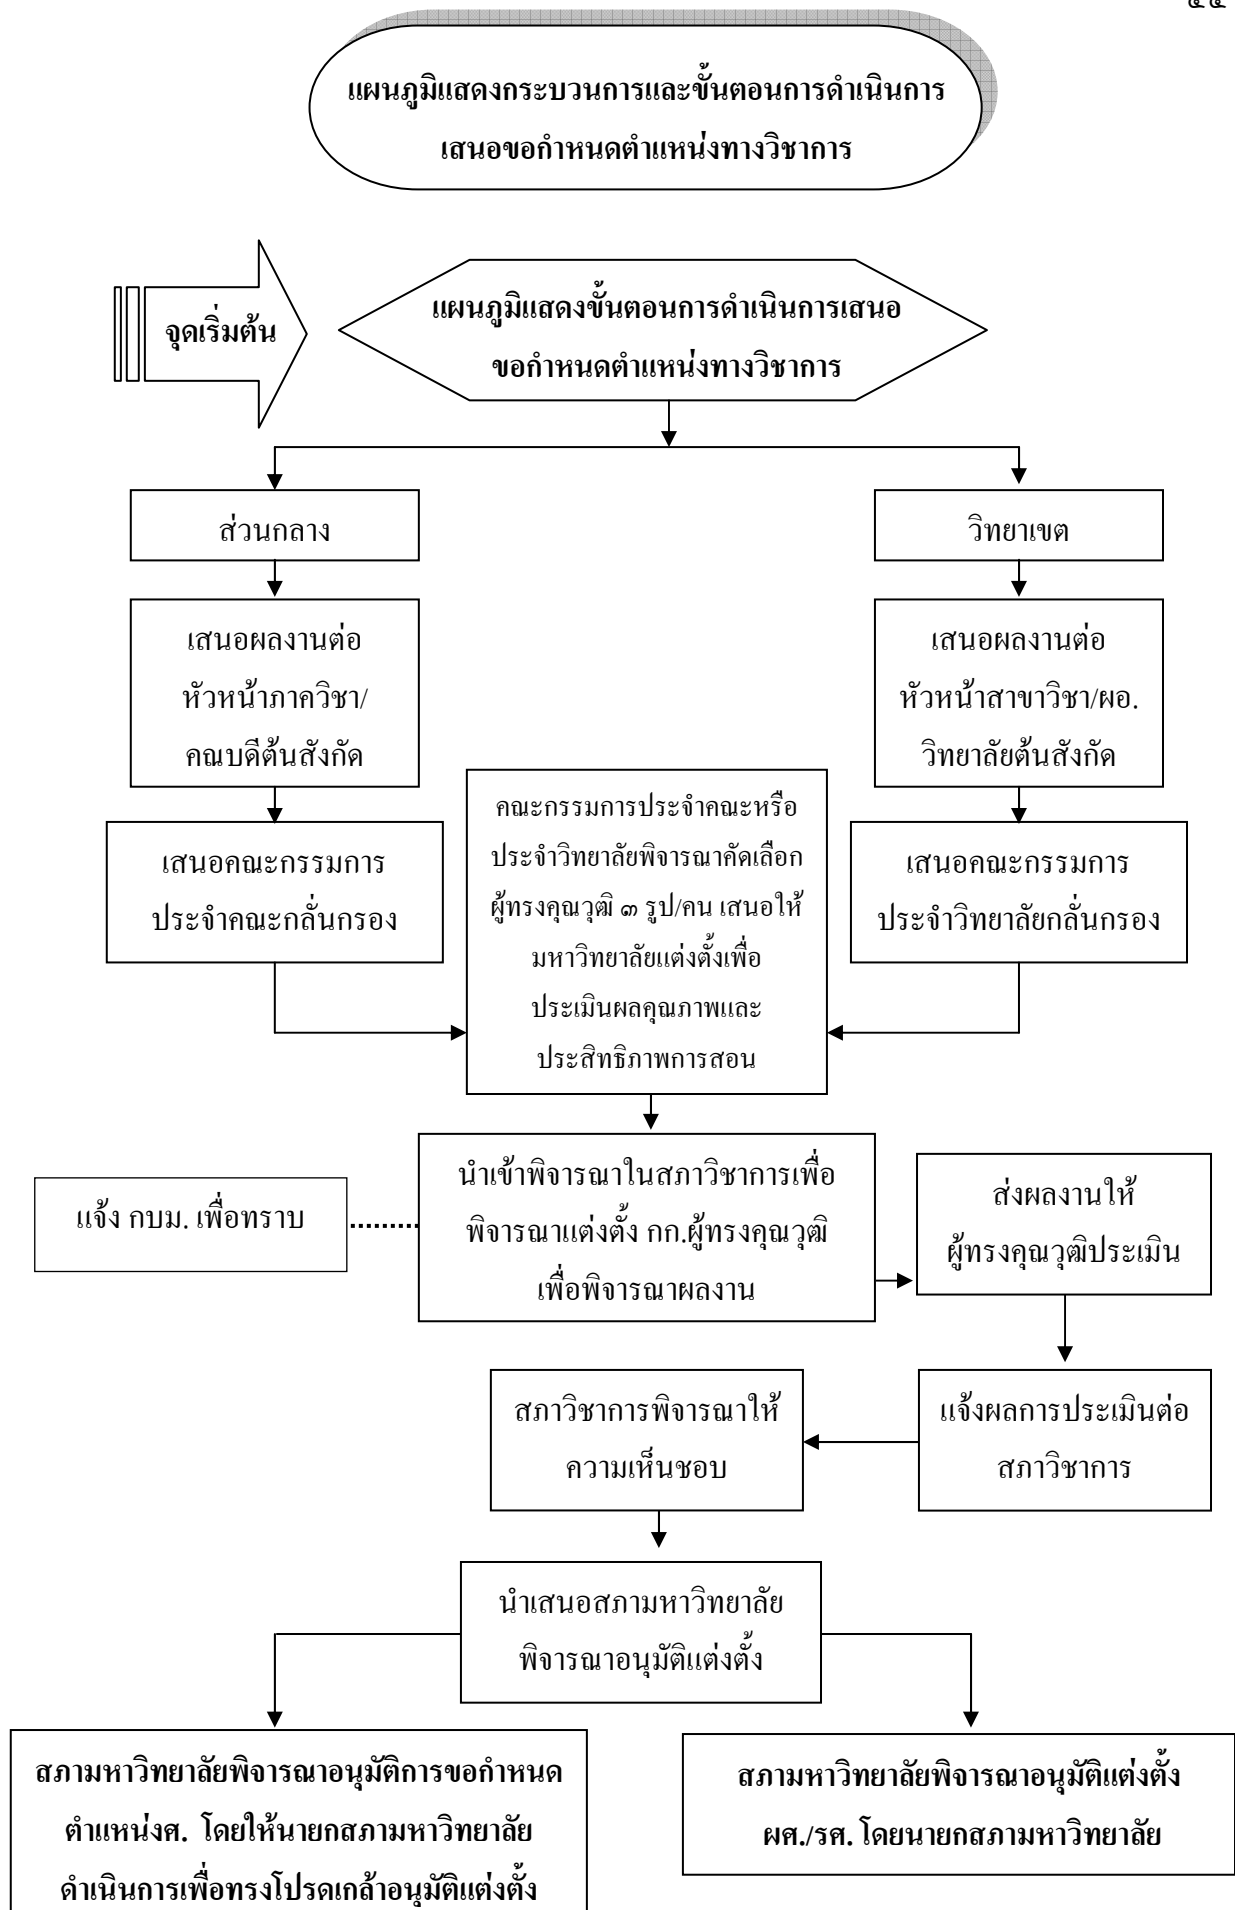 ๔๕
แผนภูมิแสดงกระบวนการและขั้นตอนการดำเนินการ
เสนอขอกำหนดตำแหน่งทางวิชาการ
จุดเริ่มต้น
แผนภูมิแสดงขั้นตอนการดำเนินการเสนอ
ขอกำหนดตำแหน่งทางวิชาการ
ส่วนกลาง
วิทยาเขต
เสนอผลงานต่อ
หัวหน้าภาควิชา/
คณบดีต้นสังกัด
เสนอผลงานต่อ
หัวหน้าสาขาวิชา/ผอ.
วิทยาลัยต้นสังกัด
เสนอคณะกรรมการ
ประจำคณะกลั่นกรอง
คณะกรรมการประจำคณะหรือ
ประจำวิทยาลัยพิจารณาคัดเลือก
ผู้ทรงคุณวุฒิ ๓ รูป/คน เสนอให้
มหาวิทยาลัยแต่งตั้งเพื่อ
ประเมินผลคุณภาพและ
ประสิทธิภาพการสอน
เสนอคณะกรรมการ
ประจำวิทยาลัยกลั่นกรอง
แจ้ง กบม. เพื่อทราบ
นำเข้าพิจารณาในสภาวิชาการเพื่อ
พิจารณาแต่งตั้ง กก.ผู้ทรงคุณวุฒิ
เพื่อพิจารณาผลงาน
ส่งผลงานให้
ผู้ทรงคุณวุฒิประเมิน
สภาวิชาการพิจารณาให้
ความเห็นชอบ
แจ้งผลการประเมินต่อ
สภาวิชาการ
นำเสนอสภามหาวิทยาลัย
พิจารณาอนุมัติแต่งตั้ง
สภามหาวิทยาลัยพิจารณาอนุมัติการขอกำหนด
ตำแหน่งศ. โดยให้นายกสภามหาวิทยาลัย
ดำเนินการเพื่อทรงโปรดเกล้าอนุมัติแต่งตั้ง
สภามหาวิทยาลัยพิจารณาอนุมัติแต่งตั้ง
ผศ./รศ. โดยนายกสภามหาวิทยาลัย